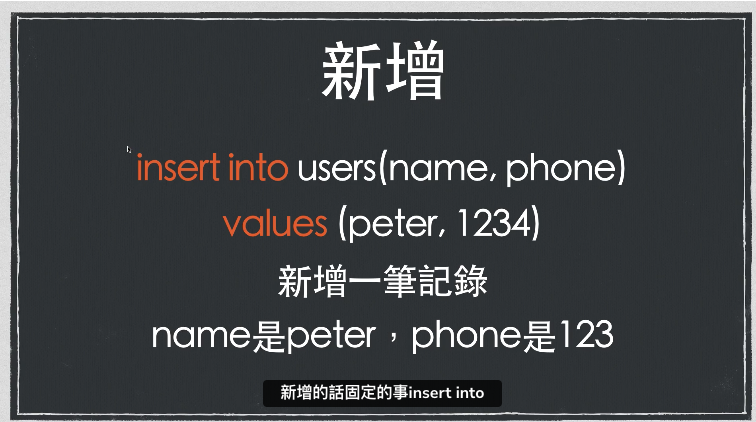 新增
insert into users(name, phone)
values (peter, 1234)
新增一筆記錄
name是peter，phone是123
新增的話固定的事insert into